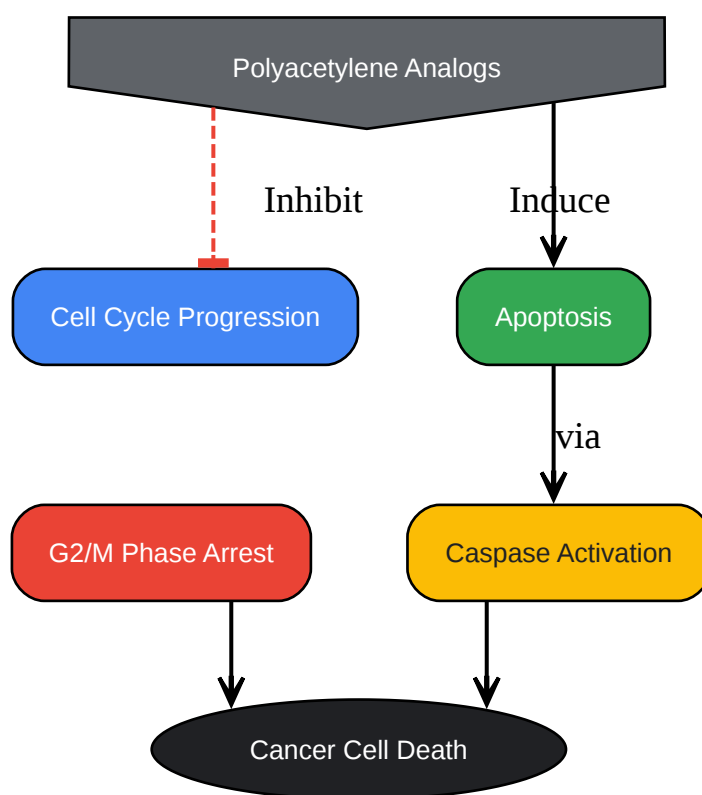 Polyacetylene Analogs
Inhibit
Induce
Cell Cycle Progression
Apoptosis
via
G2/M Phase Arrest
Caspase Activation
Cancer Cell Death